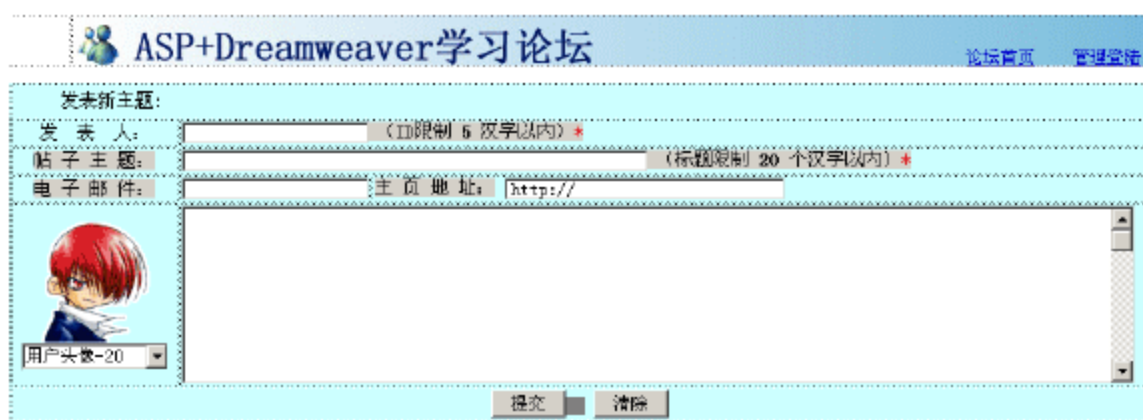 ASP+Dreamweaver学习论坛
论坛首页 管理登陆
发表新主题:
发 表 人: (ID限制 5 汉字以内) *
帖 子 主 题: (标题限制 20 个汉字以内) *
电 子 邮 件: 主 页 地 址: http://
用户头像-20
提交 清除